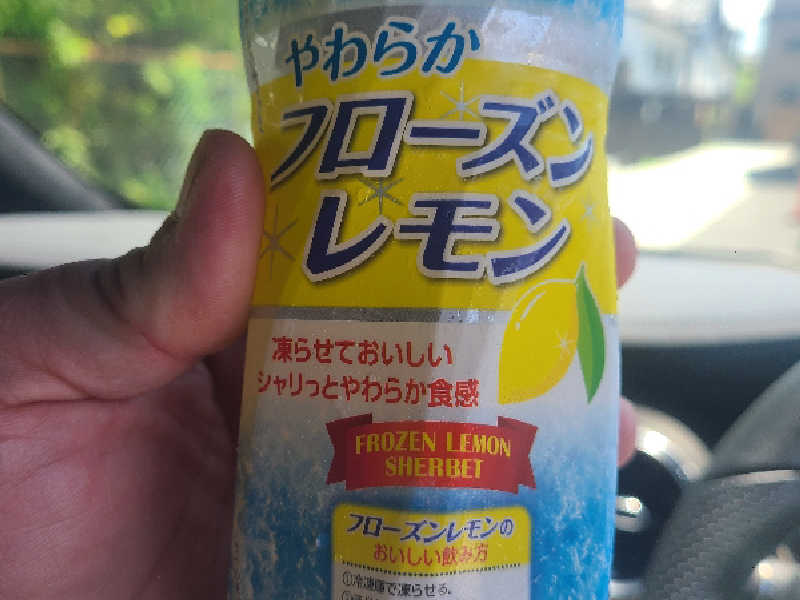 やわらか
フローズン
レモン
凍らせておいしい
シャリっとやわらか食感
FROZEN LEMON
SHERBET
フローズンレモンの
おいしい飲み方
①冷凍庫で凍らせる。